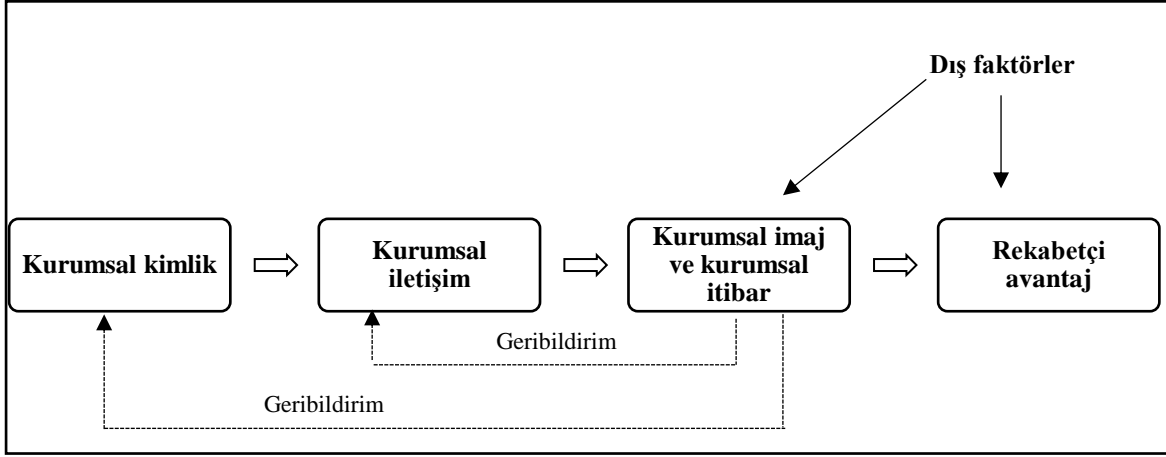 Dış faktörler
Kurumsal kimlik
Kurumsal
iletişim
Kurumsal imaj
ve kurumsal
itibar
Rekabetçi
avantaj
Geribildirim
Geribildirim